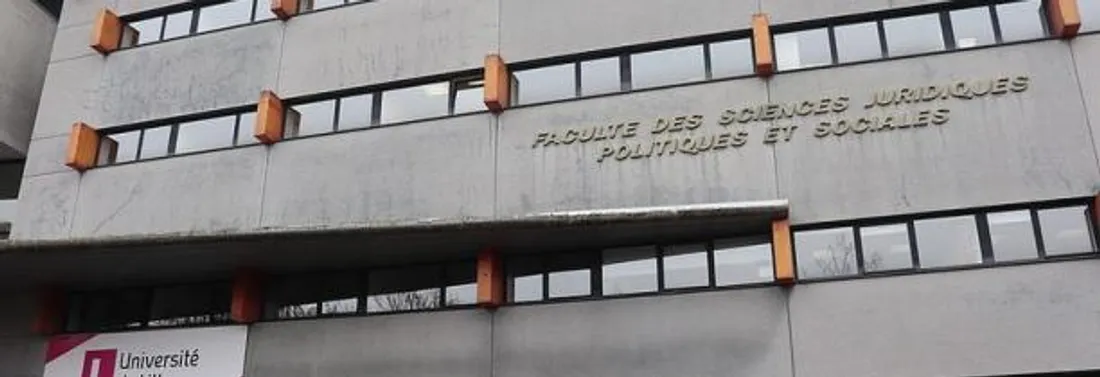 FACULTE DES SCIENCES JURIDIQUES
POLITIQUES ET SOCIALES
Université